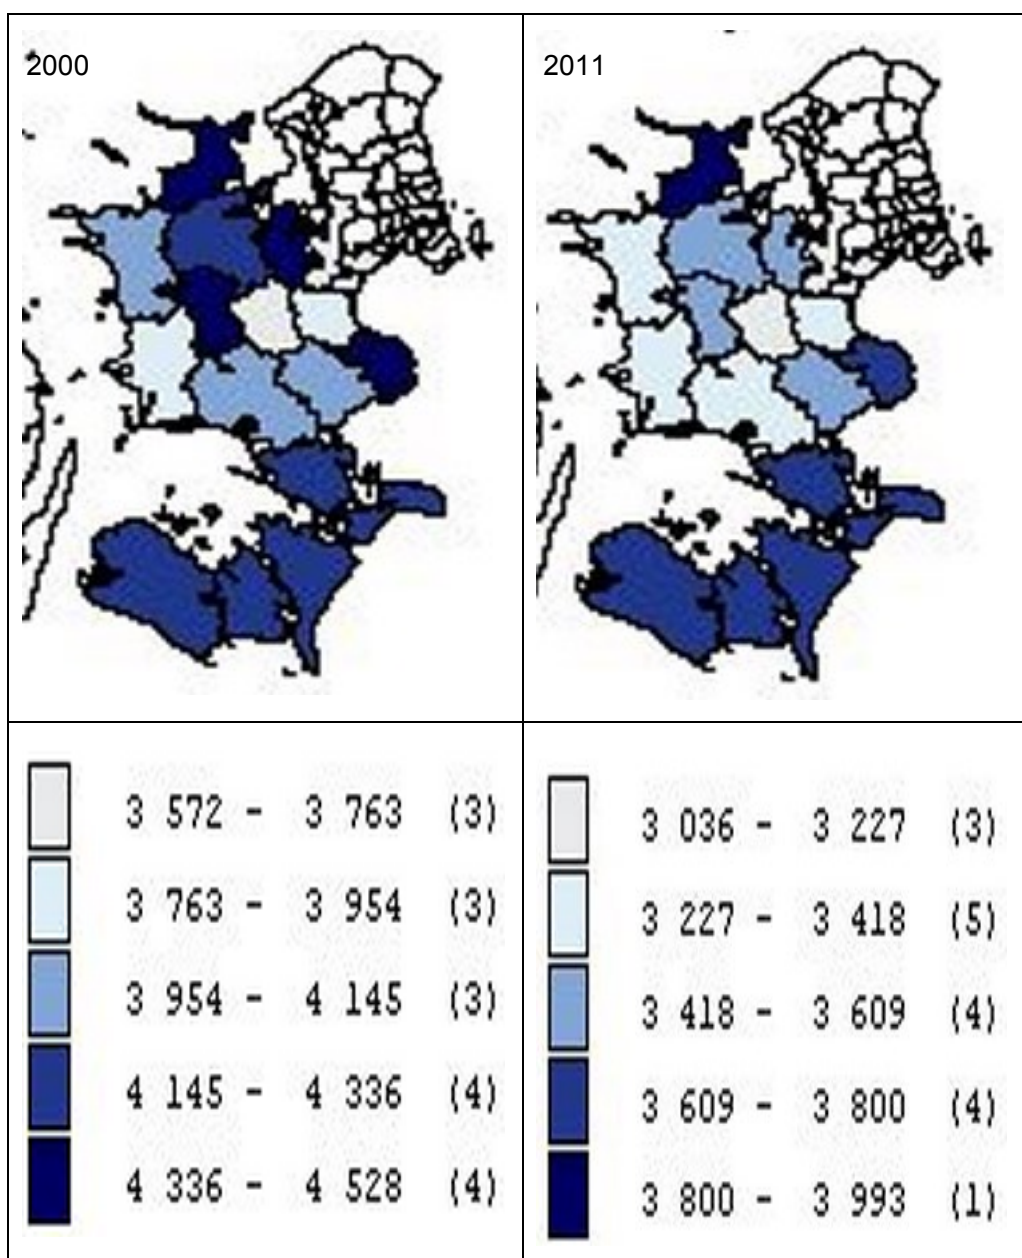 2000
2011
3 572 - 3 763 (3)
3 763 - 3 954 (3)
3 954 - 4 145 (3)
4 145 - 4 336 (4)
4 336 - 4 528 (4)
3 036 - 3 227 (3)
3 227 - 3 418 (5)
3 418 - 3 609 (4)
3 609 - 3 800 (4)
3 800 - 3 993 (1)